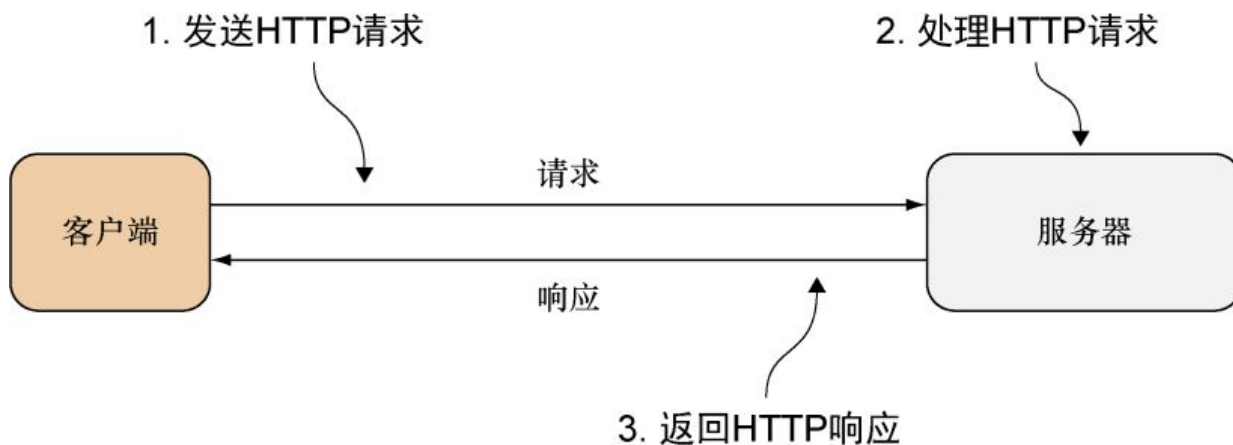 1. 发送HTTP请求
2. 处理HTTP请求
请求
客户端
服务器
响应
3. 返回HTTP响应